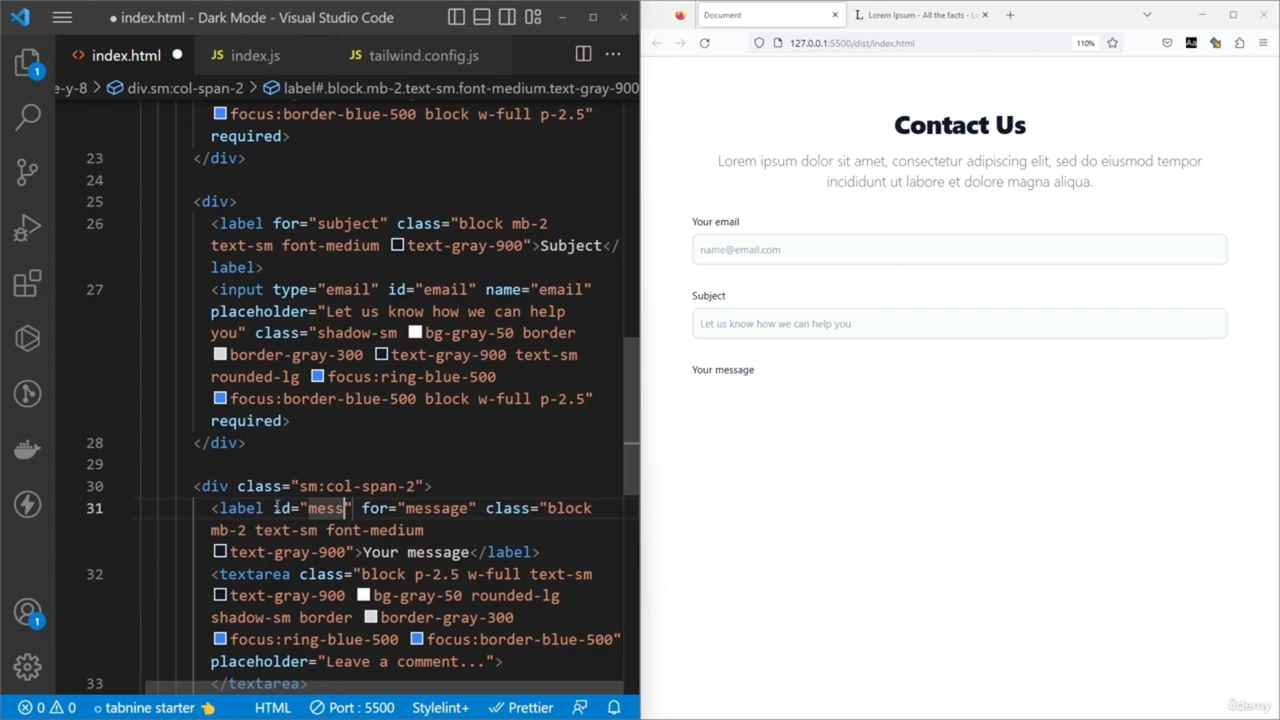 index.html - Dark Mode - Visual Studio Code
index.html
JS index.js
JS tailwind.config.js
e-y-8 > div.sm:col-span-2 > label#.block.mb-2.text-sm.font-medium.text-gray-900
focus:border-blue-500 block w-full p-2.5"
required>
23 </div>
24
25 <div>
26 <label for="subject" class="block mb-2
text-sm font-medium text-gray-900">Subject</
label>
27 <input type="email" id="email" name="email"
placeholder="Let us know how we can help
you" class="shadow-sm bg-gray-50 border
border-gray-300 text-gray-900 text-sm
rounded-lg focus:ring-blue-500
focus:border-blue-500 block w-full p-2.5"
required>
28 </div>
29
30 <div class="sm:col-span-2">
31 <label id="mess" for="message" class="block
mb-2 text-sm font-medium
text-gray-900">Your message</label>
32 <textarea class="block p-2.5 w-full text-sm
text-gray-900 bg-gray-50 rounded-lg
shadow-sm border border-gray-300
focus:ring-blue-500 focus:border-blue-500"
placeholder="Leave a comment...">
33 </textarea>
1
1
0 0 tabnine starter HTML Port : 5500 Stylelint+ Prettier
Document
L Lorem Ipsum - All the facts - Li
127.0.0.1:5500/dist/index.html
110%
Aa
Contact Us
Lorem ipsum dolor sit amet, consectetur adipiscing elit, sed do eiusmod tempor
incididunt ut labore et dolore magna aliqua.
Your email
name@email.com
Subject
Let us know how we can help you
Your message
ûdemy